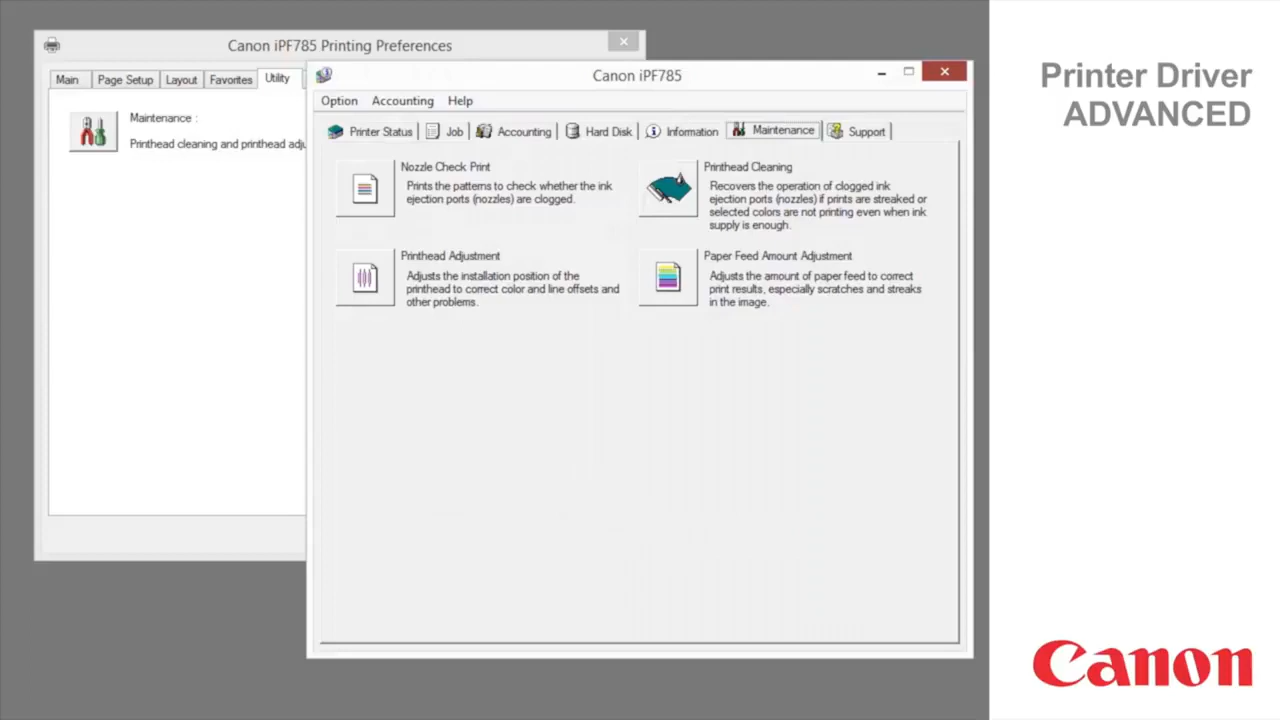 Canon iPF785 Printing Preferences
Main Page Setup Layout Favorites Utility
Maintenance :
Printhead cleaning and printhead adju
Canon iPF785
Option Accounting Help
Printer Status Job Accounting Hard Disk Information Maintenance Support
Nozzle Check Print
Prints the patterns to check whether the ink
ejection ports (nozzles) are clogged.
Printhead Cleaning
Recovers the operation of clogged ink
ejection ports (nozzles) if prints are streaked or
selected colors are not printing even when ink
supply is enough.
Printhead Adjustment
Adjusts the installation position of the
printhead to correct color and line offsets and
other problems.
Paper Feed Amount Adjustment
Adjusts the amount of paper feed to correct
print results, especially scratches and streaks
in the image.
Printer Driver
ADVANCED
Canon